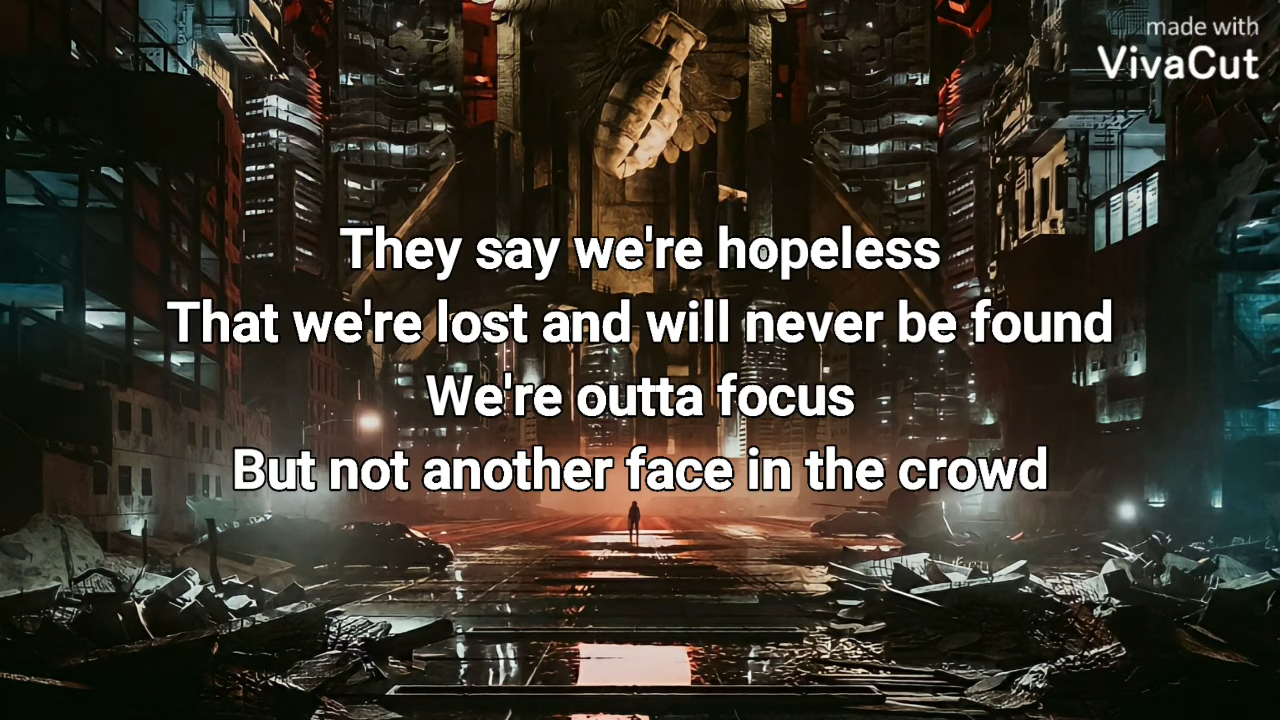 made with
VivaCut
They say we're hopeless
That we're lost and will never be found
We're outta focus
But not another face in the crowd